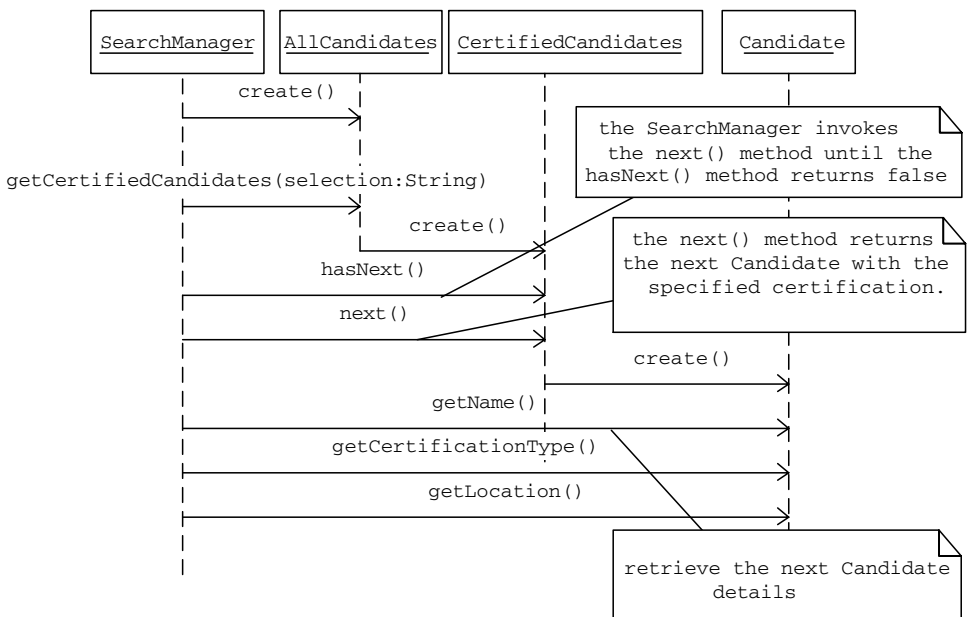 SearchManager
AllCandidates
CertifiedCandidates
Candidate
create()
the SearchManager invokes
the next() method until the
hasNext() method returns false
getCertifiedCandidates(selection:String)
create()
the next() method returns
the next Candidate with the
specified certification.
hasNext()
next()
create()
getName()
getCertificationType()
getLocation()
retrieve the next Candidate
details